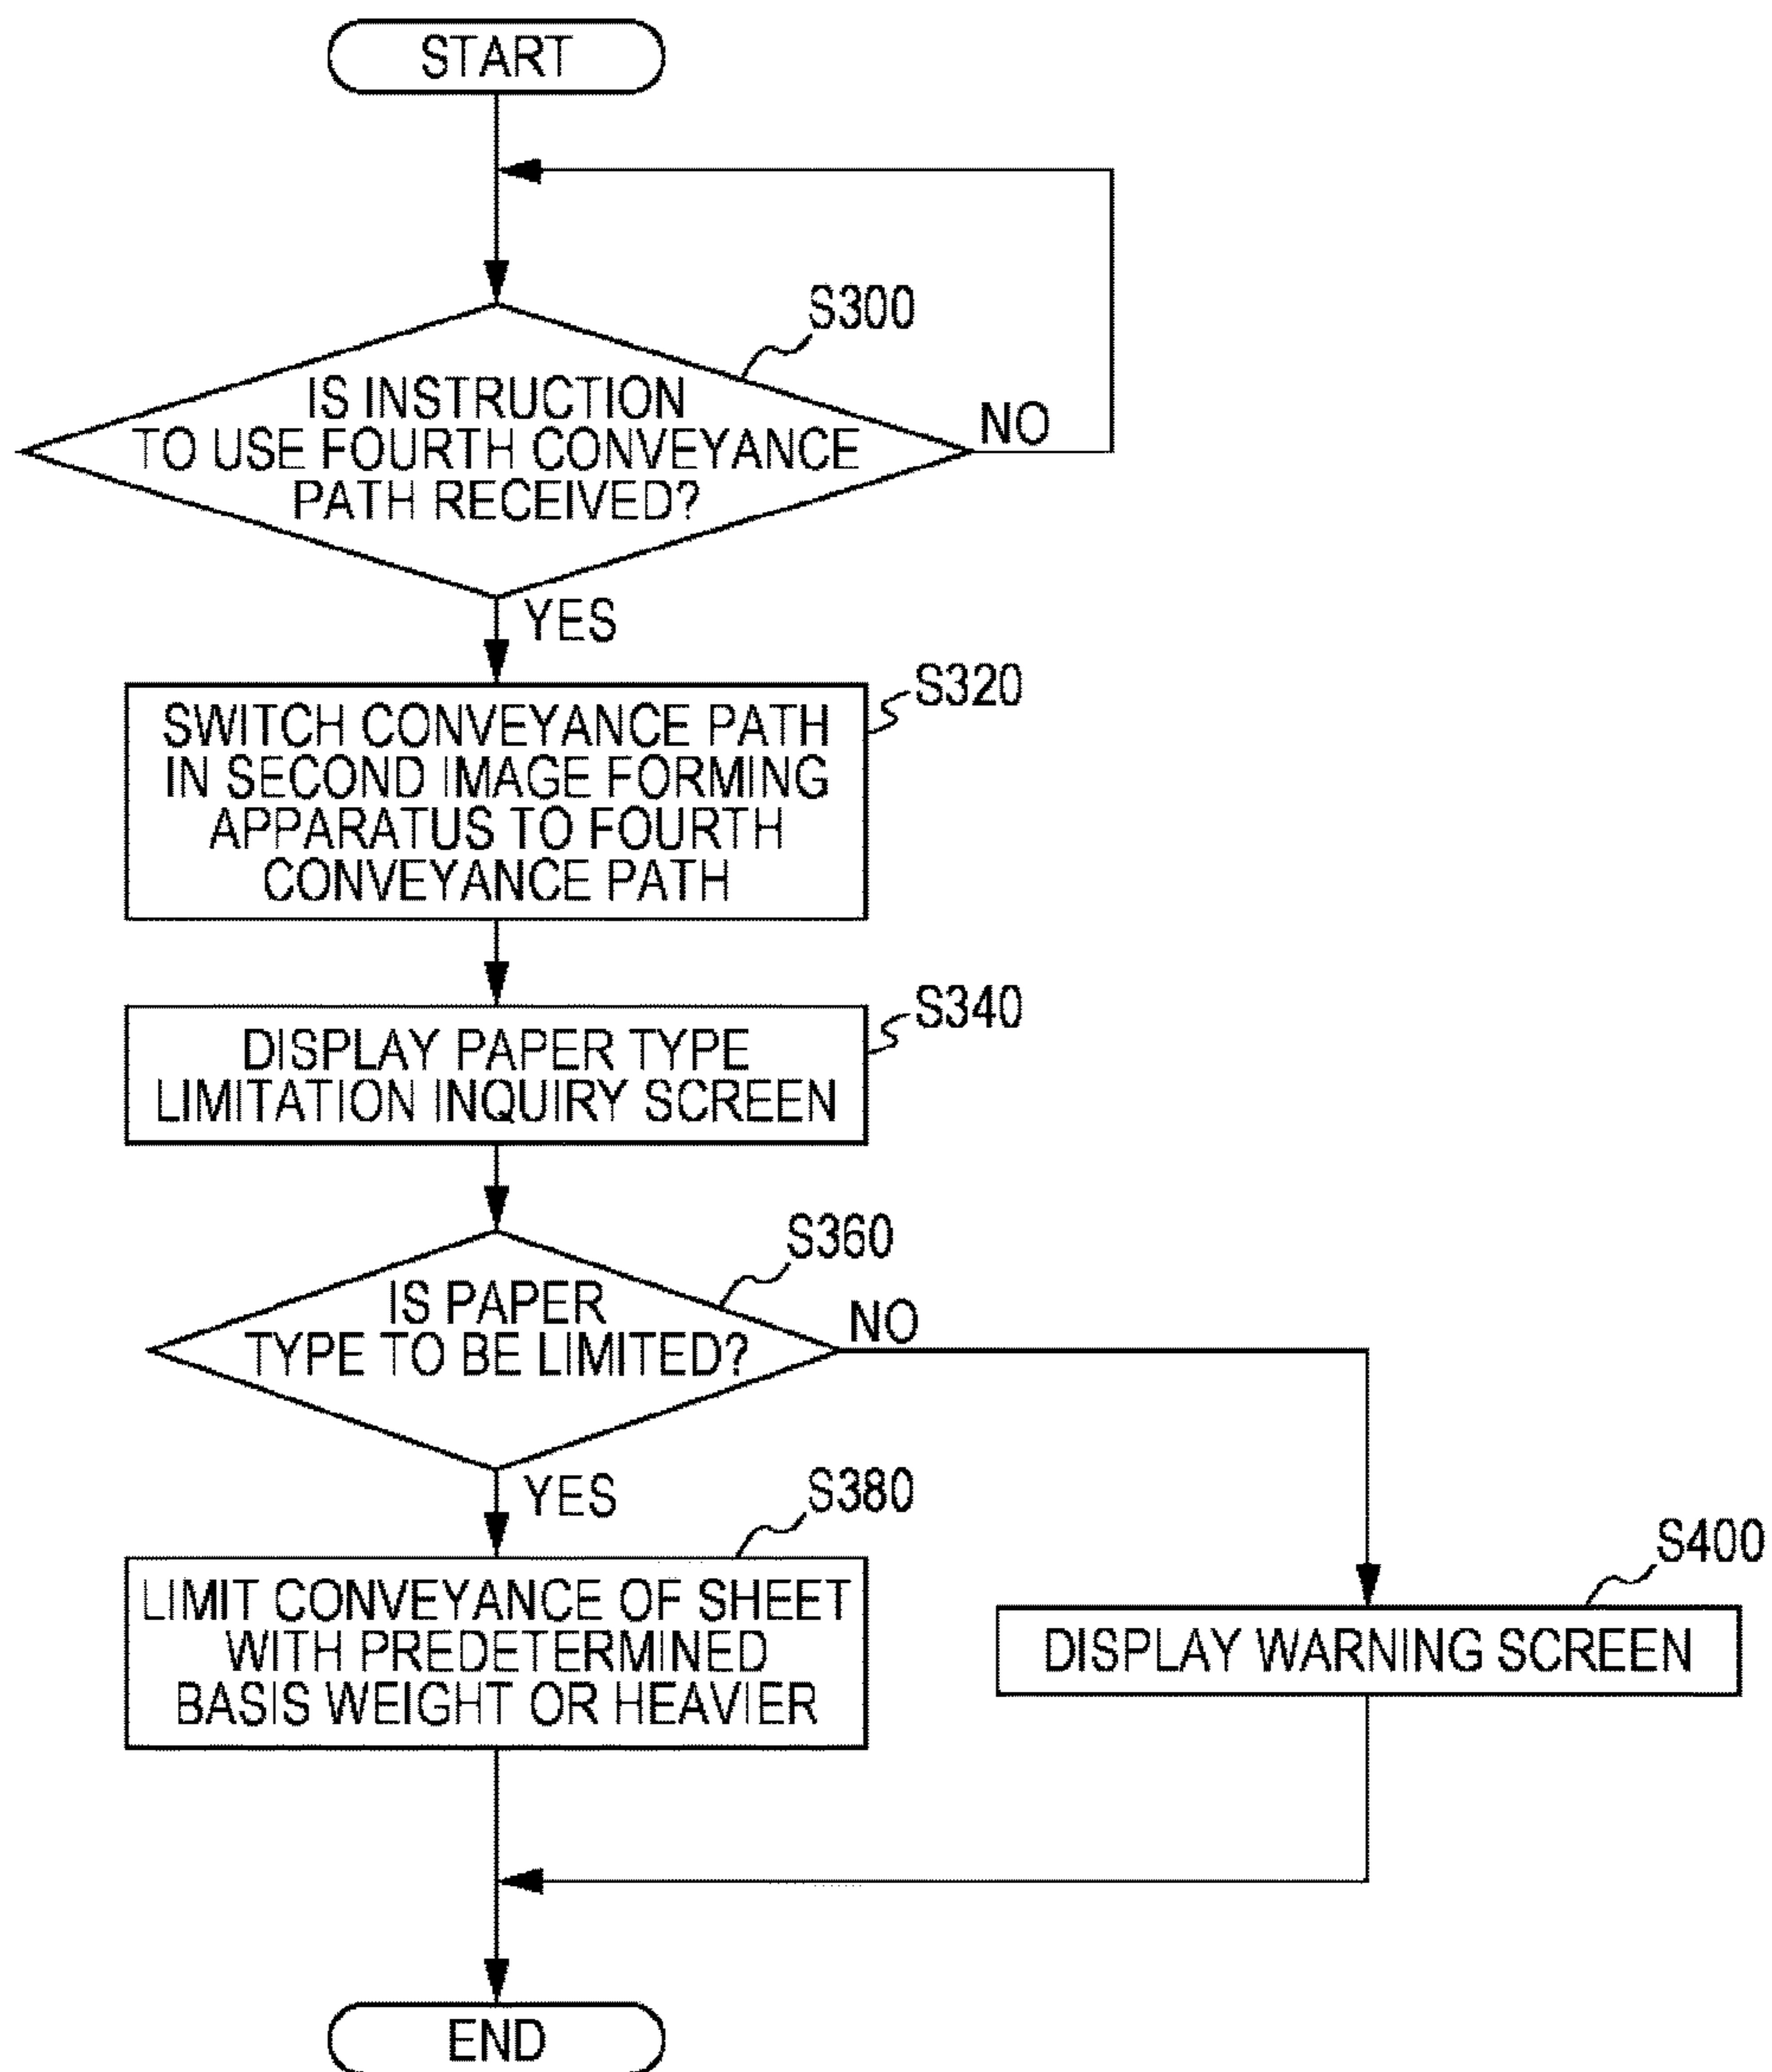 START
S300
IS INSTRUCTION
TO USE FOURTH CONVEYANCE
PATH RECEIVED?
NO
YES
S320
SWITCH CONVEYANCE PATH
IN SECOND IMAGE FORMING
APPARATUS TO FOURTH
CONVEYANCE PATH
S340
DISPLAY PAPER TYPE
LIMITATION INQUIRY SCREEN
S360
IS PAPER
TYPE TO BE LIMITED?
NO
YES
S380
LIMIT CONVEYANCE OF SHEET
WITH PREDETERMINED
BASIS WEIGHT OR HEAVIER
S400
DISPLAY WARNING SCREEN
END